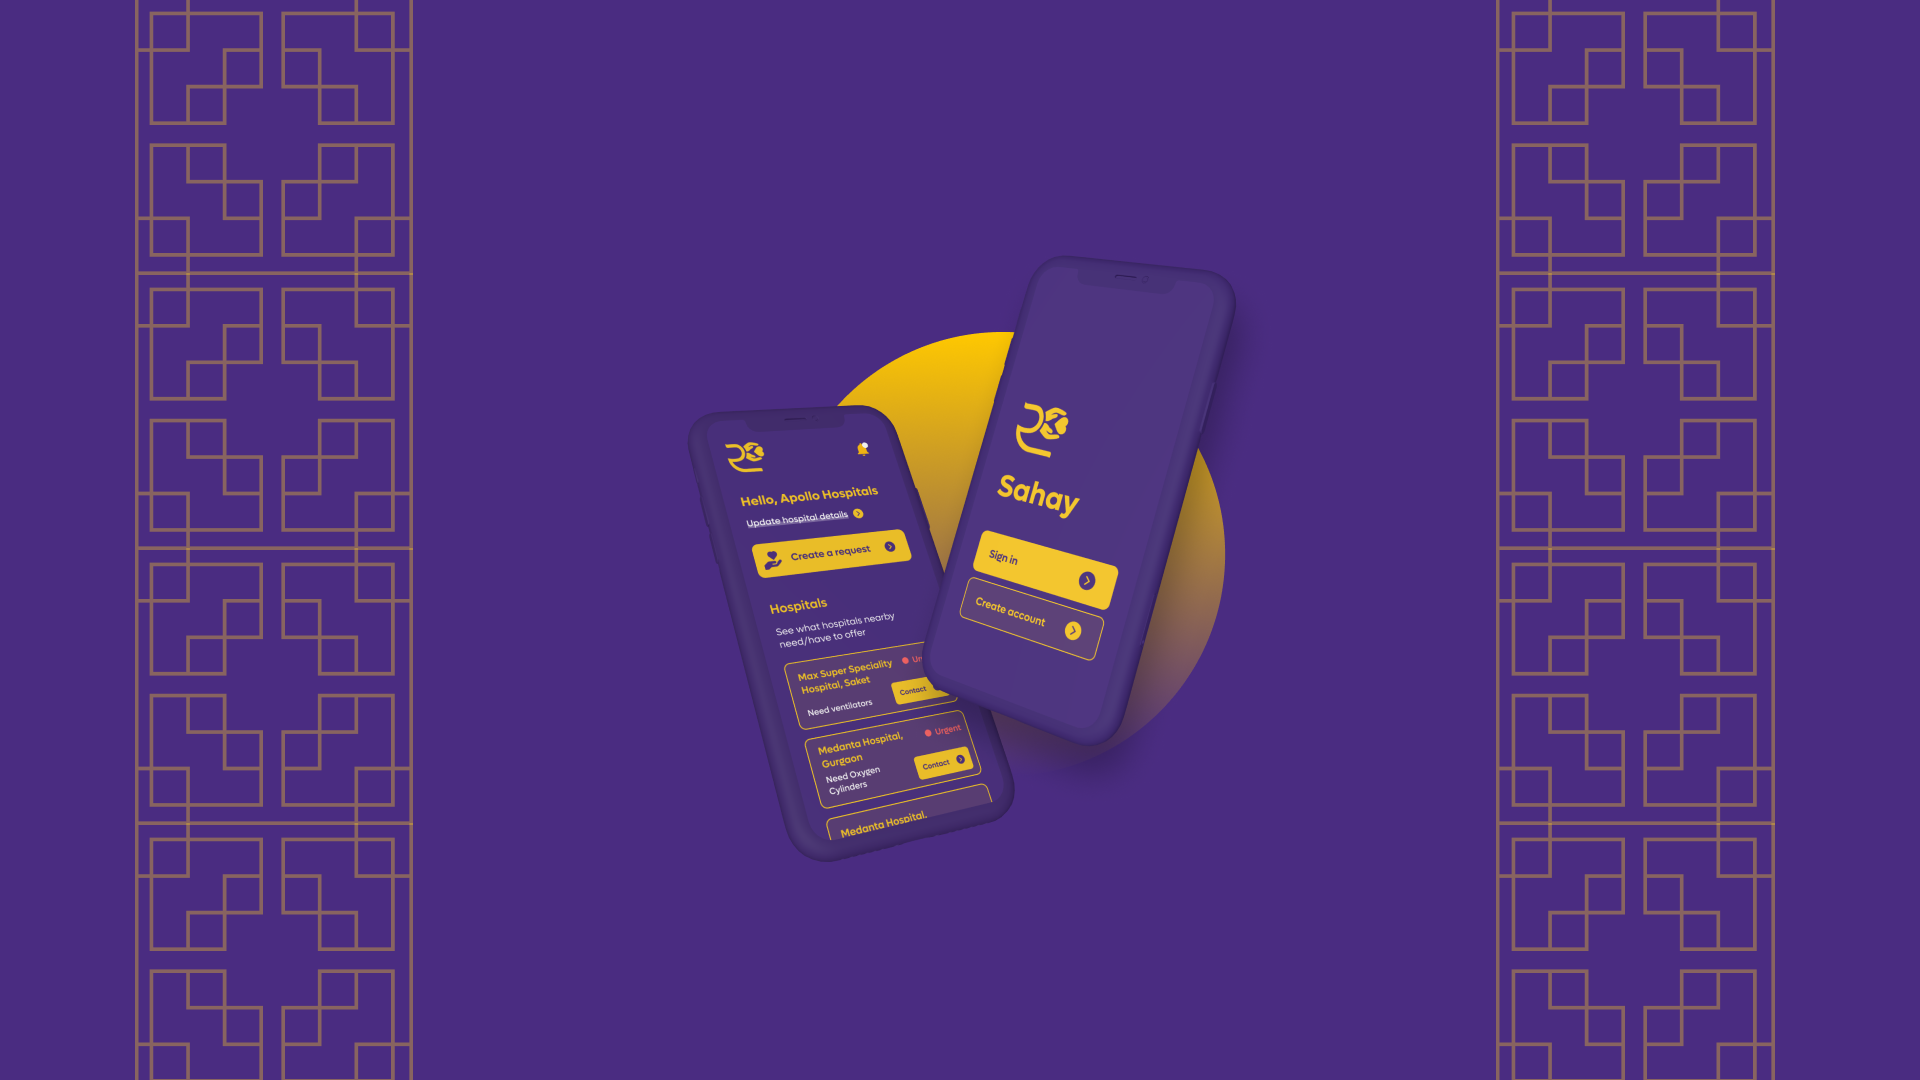 Hello, Apollo Hospitals
Update hospital details
Create a request
Hospitals
See what hospitals nearby
need/have to offer
Max Super Speciality
Hospital, Saket
Need ventilators
Contact
Medanta Hospital,
Gurgaon
Urgent
Need Oxygen
Cylinders
Contact
Medanta Hospital,
Sahay
Sign in
Create account